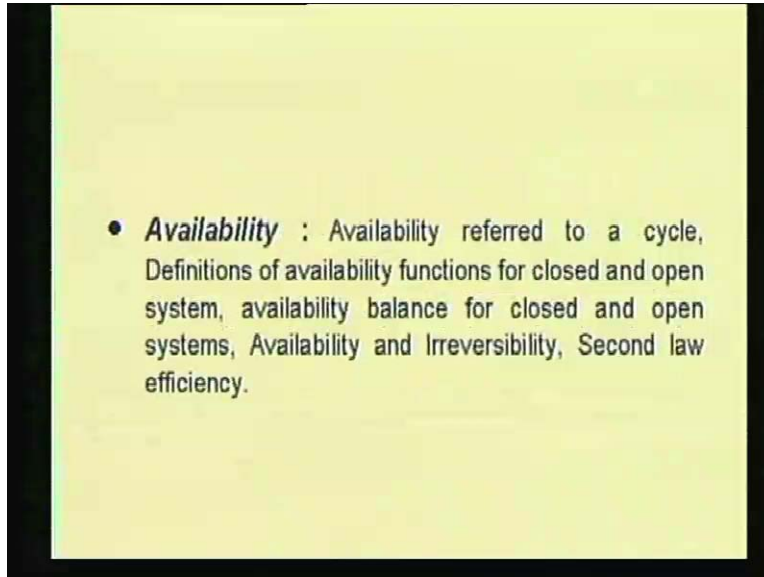 • Availability : Availability referred to a cycle,
Definitions of availability functions for closed and open
system, availability balance for closed and open
systems, Availability and Irreversibility, Second law
efficiency.